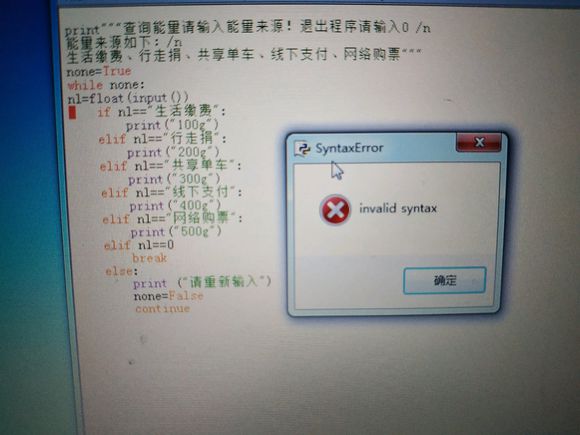 print"""查询能量请输入能量来源！退出程序请输入0 /n
能量来源如下：/n
生活缴费、行走捐、共享单车、线下支付、网络购票"""
none=True
while none:
nl=float(input())
if nl=="生活缴费":
print("100g")
elif nl=="行走捐":
print("200g")
elif nl=="共享单车":
print("300g")
elif nl=="线下支付":
print("400g")
elif nl=="网络购票":
print("500g")
elif nl==0
break
else:
print ("请重新输入")
none=False
continue
SyntaxError
invalid syntax
确定